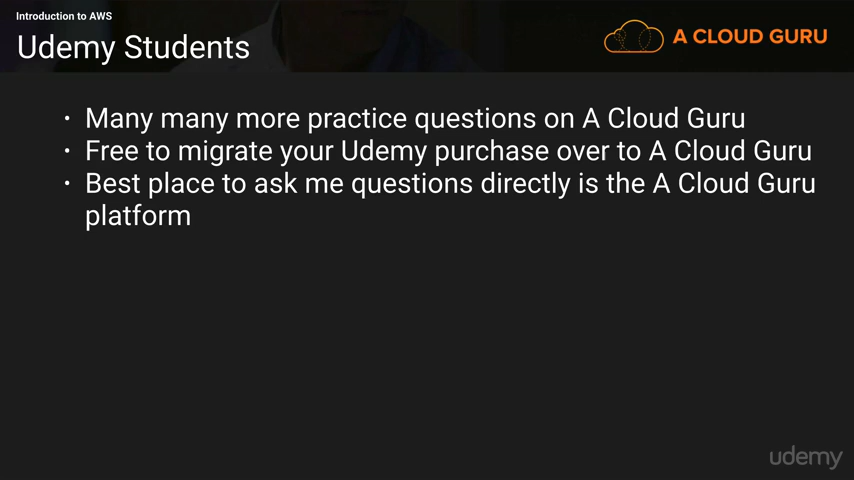 Introduction to AWS
Udemy Students
A CLOUD GURU
• Many many more practice questions on A Cloud Guru
• Free to migrate your Udemy purchase over to A Cloud Guru
• Best place to ask me questions directly is the A Cloud Guru
platform
udemy